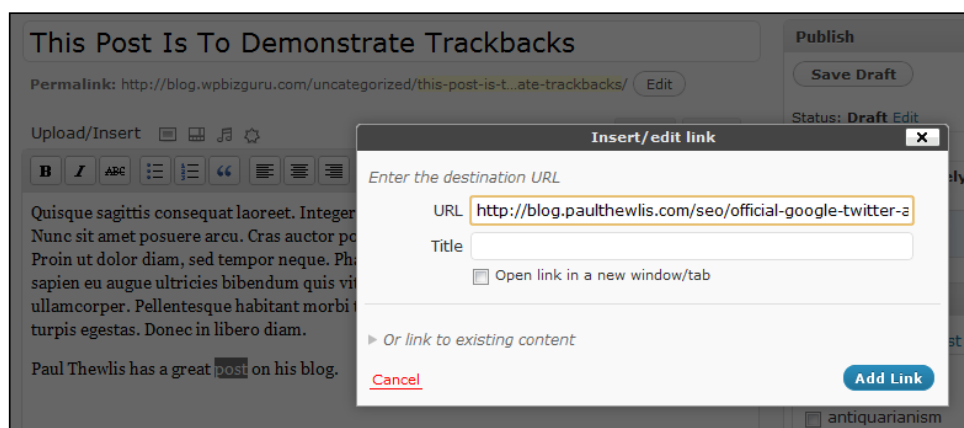 This Post Is To Demonstrate Trackbacks
Permalink: http://blog.wpbizguru.com/uncategorized/this-post-is-t...ate-trackbacks/ Edit
Upload/Insert
B I ABC
Quisque sagittis consequat laoreet. Integer
Nunc sit amet posuere arcu. Cras auctor
Proin ut dolor diam, sed tempor neque.
sapien eu augue ultricies bibendum quis
ullamcorper. Pellentesque habitant morbi
turpis egestas. Donec in libero diam.
Paul Thewlis has a great post on his blog.
Insert/edit link
Enter the destination URL
URL http://blog.paulthewlis.com/seo/official-google-twitter-a
Title
Open link in a new window/tab
Or link to existing content
Cancel
Add Link
Publish
Save Draft
Status: Draft Edit
antiquarianism